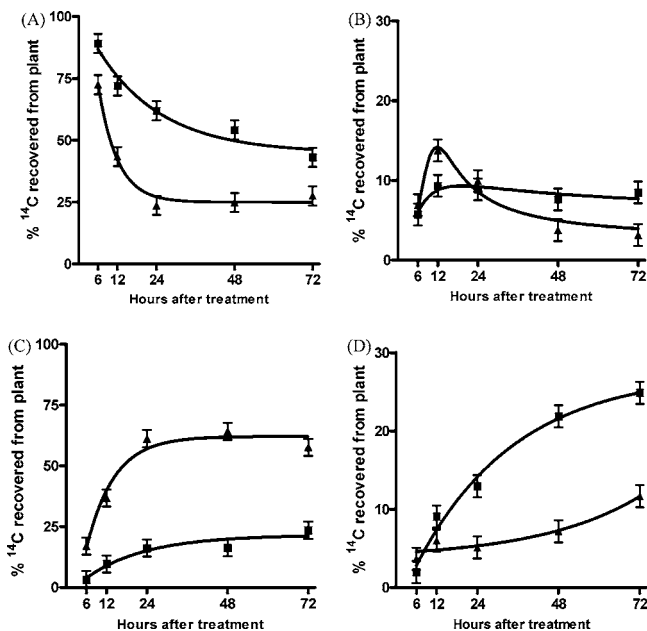 (A)
% 14C recovered from plant
100
75
50
25
0
6 12 24 48 72
Hours after treatment
(B)
% 14C recovered from plant
30
20
10
0
6 12 24 48 72
Hours after treatment
(C)
% 14C recovered from plant
100
75
50
25
0
6 12 24 48 72
Hours after treatment
(D)
% 14C recovered from plant
30
20
10
0
6 12 24 48 72
Hours after treatment